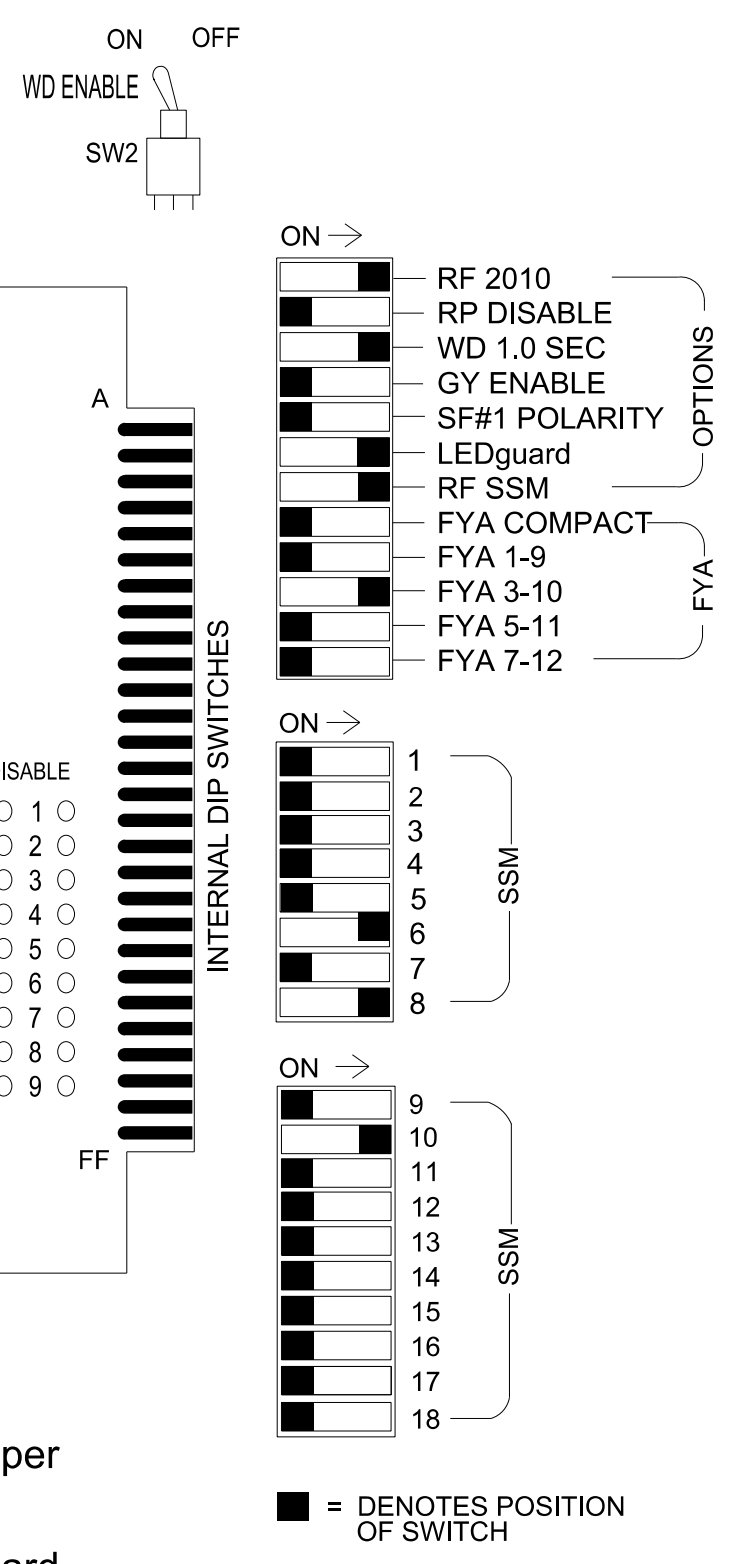 ON OFF
WD ENABLE
SW2
ON
RF 2010
RP DISABLE
WD 1.0 SEC
GY ENABLE
SF#1 POLARITY
LEDguard
RF SSM
OPTIONS
FYA COMPACT
FYA 1-9
FYA 3-10
FYA 5-11
FYA 7-12
FYA
A
FF
INTERNAL DIP SWITCHES
ISABLE
1
2
3
4
5
6
7
8
9
ON
1
2
3
4
5
6
7
8
SSM
ON
9
10
11
12
13
14
15
16
17
18
SSM
per
= DENOTES POSITION
OF SWITCH